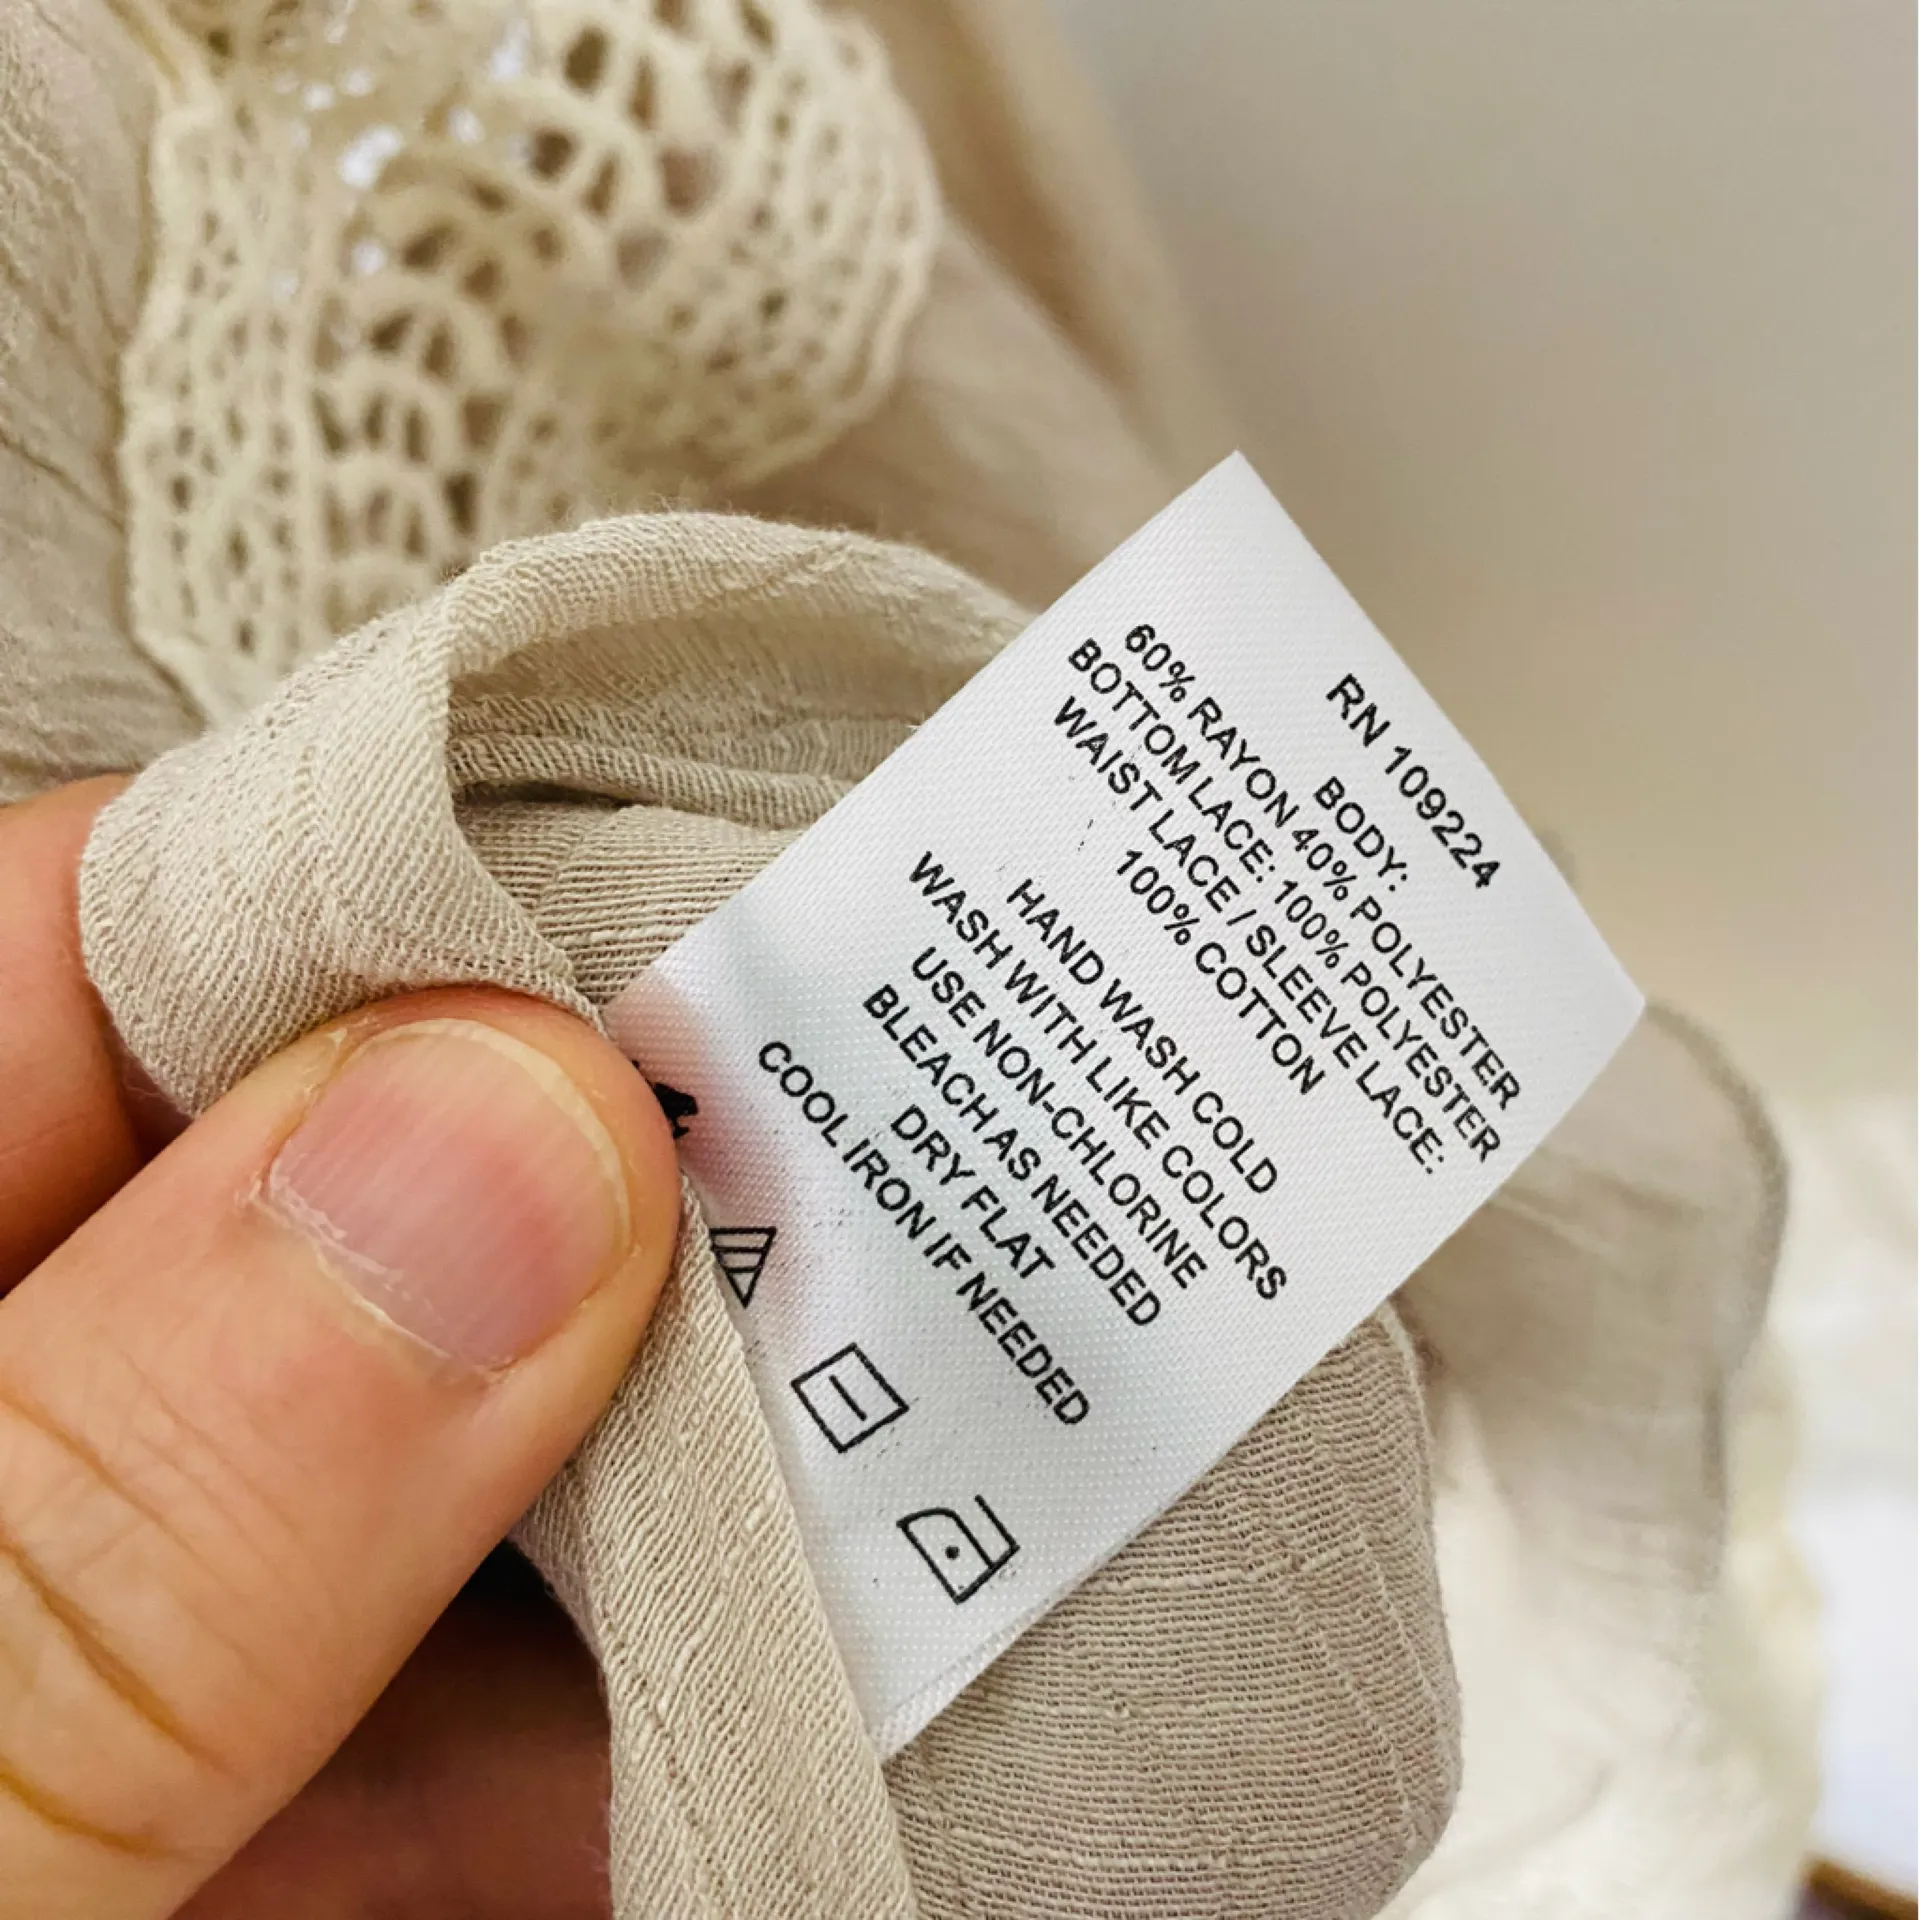 RN 109224
BODY:
60% RAYON 40% POLYESTER
BOTTOM LACE: 100% POLYESTER
WAIST LACE / SLEEVE LACE:
100% COTTON
HAND WASH COLD
WASH WITH LIKE COLORS
USE NON-CHLORINE
BLEACH AS NEEDED
DRY FLAT
COOL IRON IF NEEDED